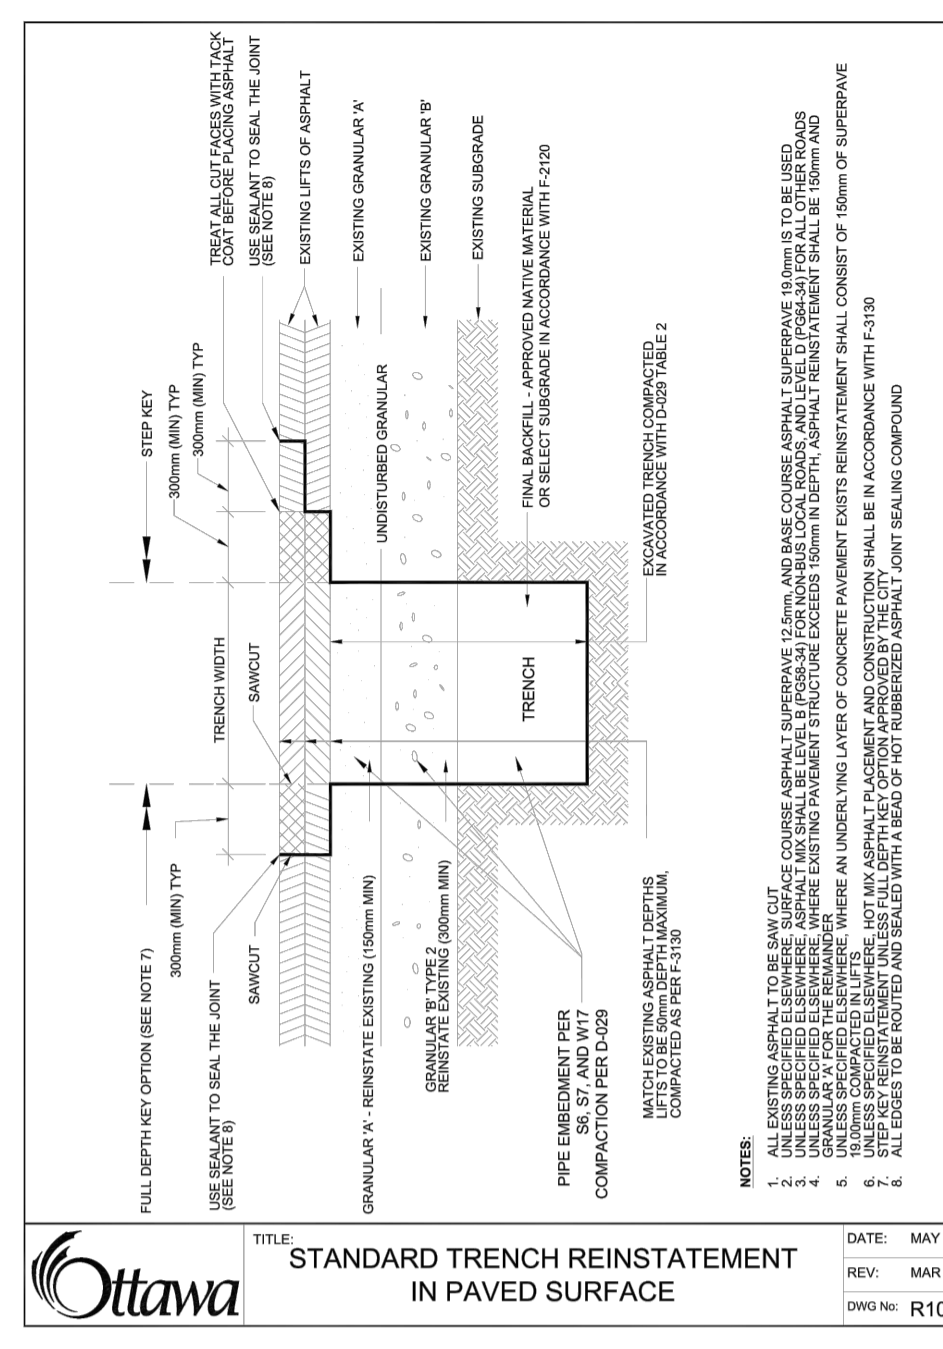 FULL DEPTH KEY OPTION (SEE NOTE 7)
STEP KEY
300mm (MIN) TYP
300mm (MIN) TYP
300mm (MIN) TYP
TRENCH WIDTH
SAWCUT
SAWCUT
USE SEALANT TO SEAL THE JOINT
(SEE NOTE 8)
TREAT ALL CUT FACES WITH TACK
COAT BEFORE PLACING ASPHALT
USE SEALANT TO SEAL THE JOINT
(SEE NOTE 8)
EXISTING LIFTS OF ASPHALT
EXISTING GRANULAR 'A'
UNDISTURBED GRANULAR
EXISTING GRANULAR 'B'
EXISTING SUBGRADE
GRANULAR 'A' - REINSTATE EXISTING (150mm MIN)
GRANULAR 'B' TYPE 2
REINSTATE EXISTING (300mm MIN)
TRENCH
FINAL BACKFILL - APPROVED NATIVE MATERIAL
OR SELECT SUBGRADE IN ACCORDANCE WITH F-2120
PIPE EMBEDMENT PER
S6, S7, AND W17
COMPACTION PER D-029
MATCH EXISTING ASPHALT DEPTHS
LIFTS TO BE 50mm DEPTH MAXIMUM,
COMPACTED AS PER F-3130
EXCAVATED TRENCH COMPACTED
IN ACCORDANCE WITH D-029 TABLE 2
NOTES:
1. ALL EXISTING ASPHALT TO BE SAW CUT
2. UNLESS SPECIFIED ELSEWHERE, SURFACE COURSE ASPHALT SUPERPAVE 12.5mm, AND BASE COURSE ASPHALT SUPERPAVE 19.0mm IS TO BE USED
3. UNLESS SPECIFIED ELSEWHERE, ASPHALT MIX SHALL BE LEVEL B (PG58-34) FOR NON-BUS LOCAL ROADS, AND LEVEL D (PG64-34) FOR ALL OTHER ROADS
4. UNLESS SPECIFIED ELSEWHERE, WHERE EXISTING PAVEMENT STRUCTURE EXCEEDS 150mm IN DEPTH, ASPHALT REINSTATEMENT SHALL BE 150mm AND
GRANULAR 'A' FOR THE REMAINDER
5. UNLESS SPECIFIED ELSEWHERE, WHERE AN UNDERLYING LAYER OF CONCRETE PAVEMENT EXISTS REINSTATEMENT SHALL CONSIST OF 150mm OF SUPERPAVE
19.00mm COMPACTED IN LIFTS
6. UNLESS SPECIFIED ELSEWHERE, HOT MIX ASPHALT PLACEMENT AND CONSTRUCTION SHALL BE IN ACCORDANCE WITH F-3130
7. STEP KEY REINSTATEMENT UNLESS FULL DEPTH KEY OPTION APPROVED BY THE CITY
8. ALL EDGES TO BE ROUTED AND SEALED WITH A BEAD OF HOT RUBBERIZED ASPHALT JOINT SEALING COMPOUND
Ottawa
TITLE:
STANDARD TRENCH REINSTATEMENT
IN PAVED SURFACE
DATE: MAY
REV: MAR
DWG No: R10